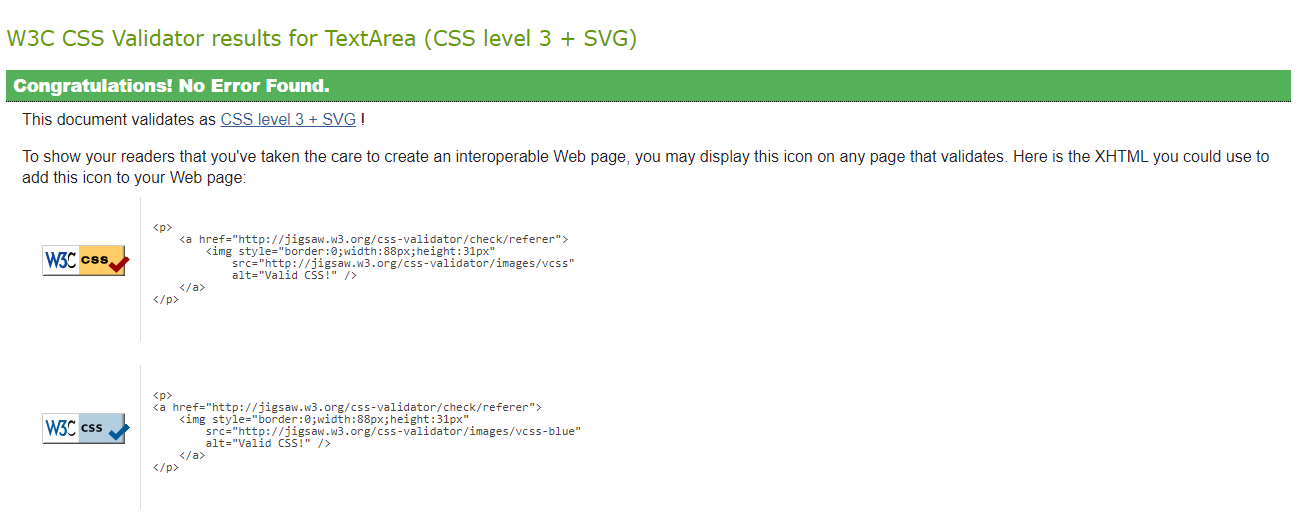 W3C CSS Validator results for TextArea (CSS level 3 + SVG)
Congratulations! No Error Found.
This document validates as CSS level 3 + SVG !
To show your readers that you've taken the care to create an interoperable Web page, you may display this icon on any page that validates. Here is the XHTML you could use to
add this icon to your Web page:
W3C css
<p>
    <a href="http://jigsaw.w3.org/css-validator/check/referer">
        <img style="border:0;width:88px;height:31px"
            src="http://jigsaw.w3.org/css-validator/images/vcss"
            alt="Valid CSS!" />
    </a>
</p>
W3C css
<p>
<a href="http://jigsaw.w3.org/css-validator/check/referer">
    <img style="border:0;width:88px;height:31px"
        src="http://jigsaw.w3.org/css-validator/images/vcss-blue"
        alt="Valid CSS!" />
    </a>
</p>